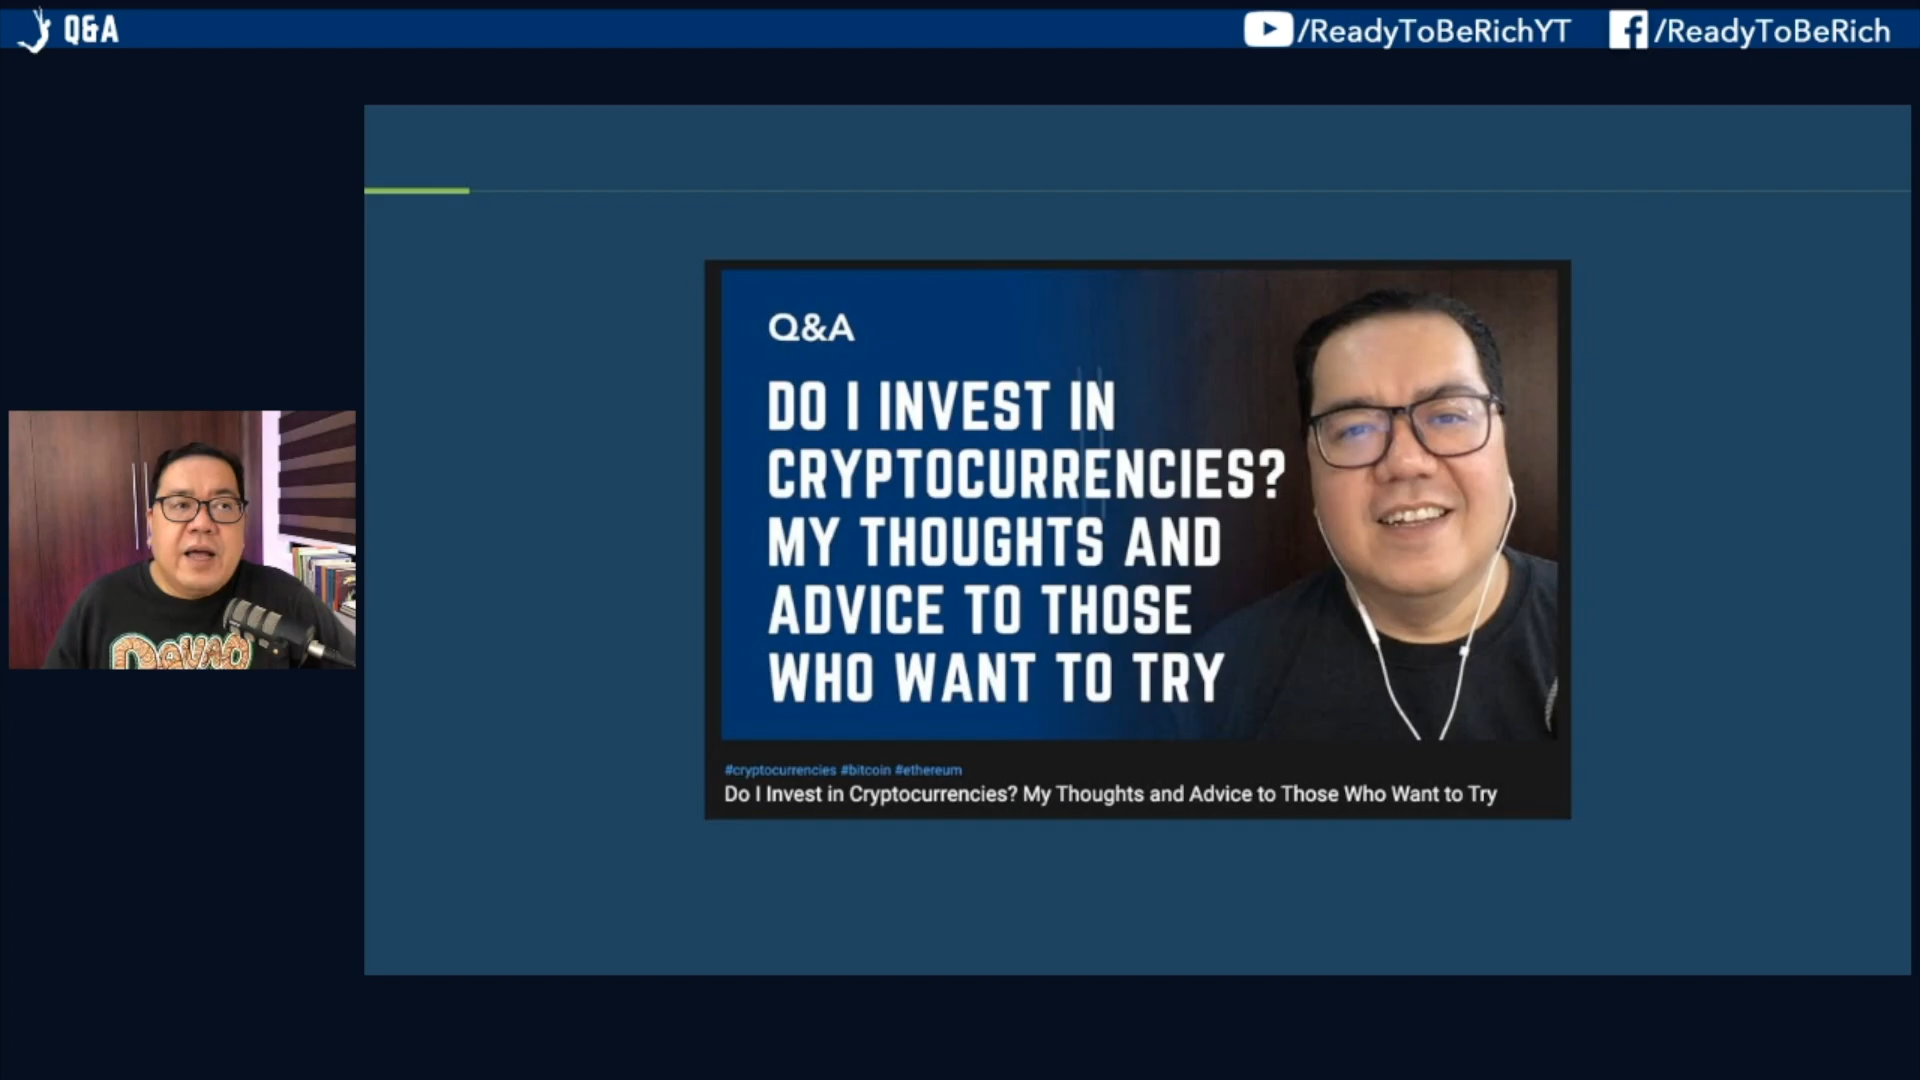 Q&A
/ReadyToBeRichYT
/ReadyToBeRich
Q&A
DO I INVEST IN
CRYPTOCURRENCIES?
MY THOUGHTS AND
ADVICE TO THOSE
WHO WANT TO TRY
Davao
#cryptocurrencies #bitcoin #ethereum
Do I Invest in Cryptocurrencies? My Thoughts and Advice to Those Who Want to Try